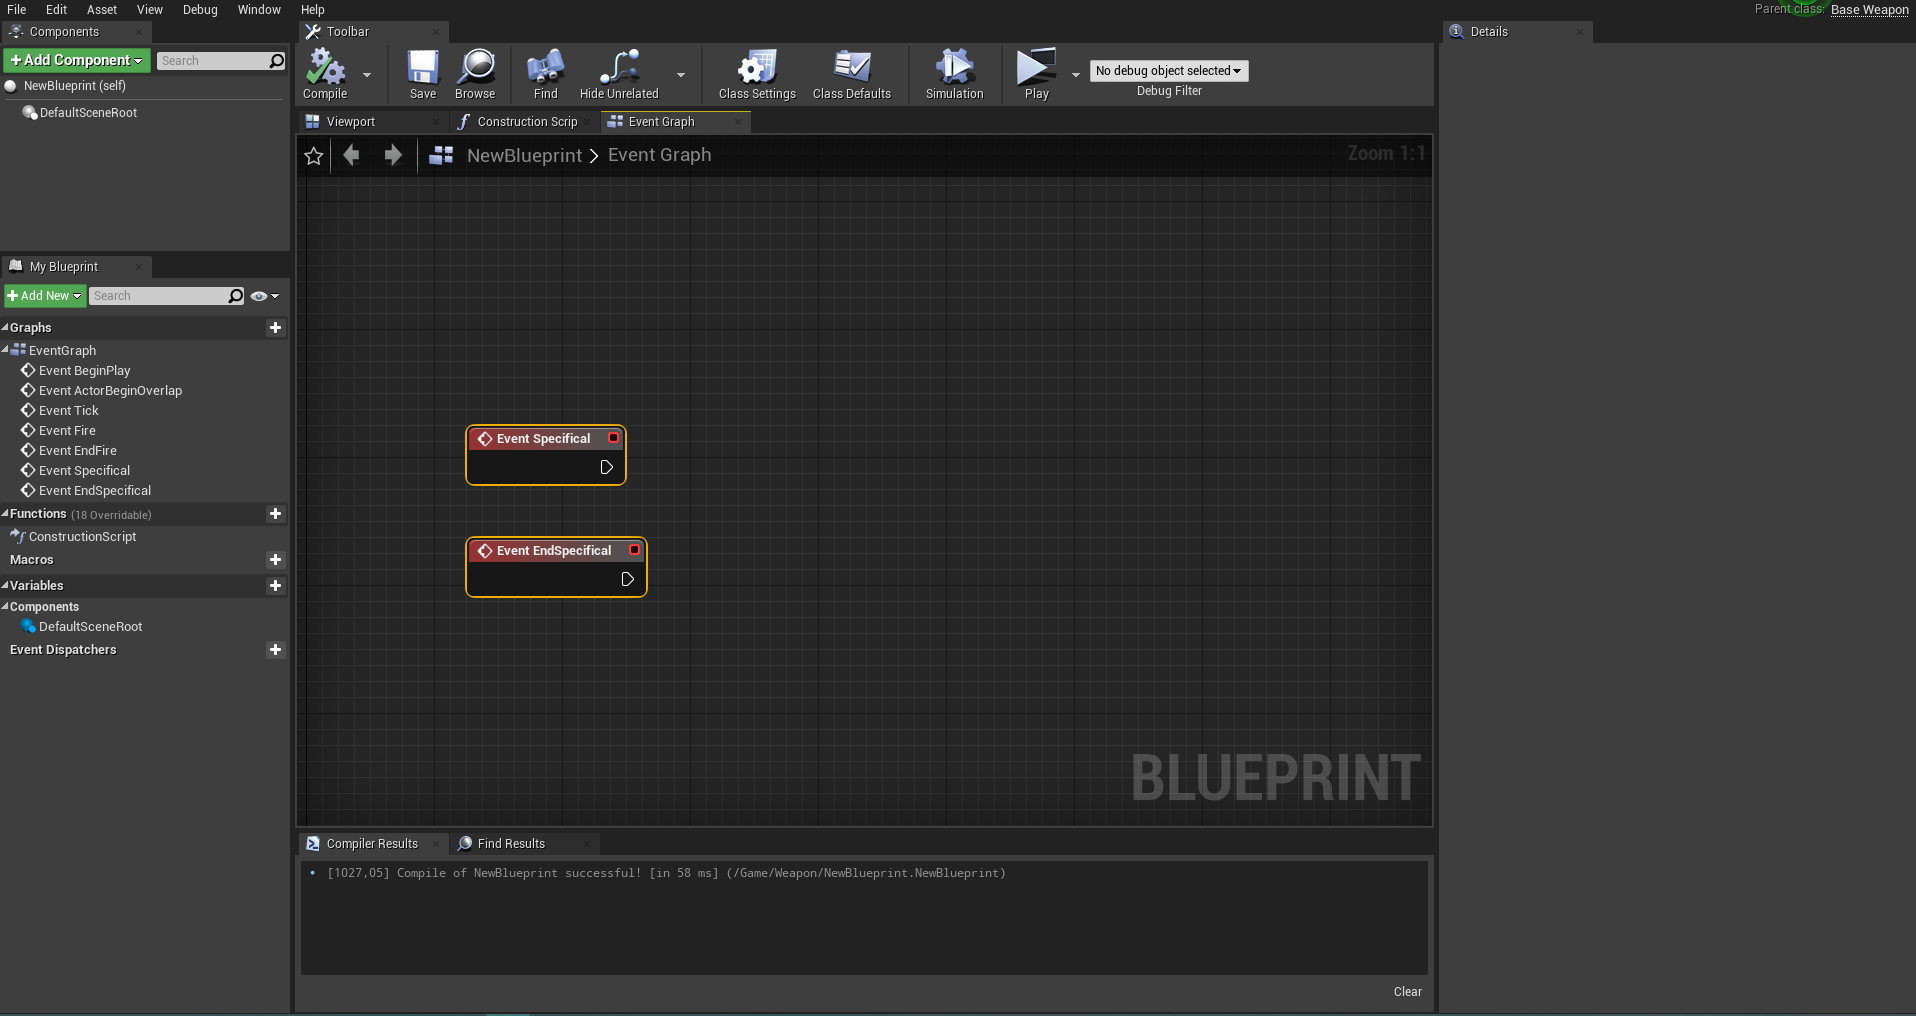 File Edit Asset View Debug Window Help
Parent class: Base Weapon
Components
Toolbar
Details
Add Component
Search
NewBlueprint (self)
DefaultSceneRoot
Compile
Save
Browse
Find
Hide Unrelated
Class Settings
Class Defaults
Simulation
Play
No debug object selected
Debug Filter
Viewport
Construction Scrip
Event Graph
NewBlueprint > Event Graph
Zoom 1:1
My Blueprint
Add New
Search
Graphs
EventGraph
Event BeginPlay
Event ActorBeginOverlap
Event Tick
Event Fire
Event EndFire
Event Specifical
Event EndSpecifical
Functions (18 Overridable)
ConstructionScript
Macros
Variables
Components
DefaultSceneRoot
Event Dispatchers
Event Specifical
Event EndSpecifical
BLUEPRINT
Compiler Results
Find Results
[1027,05] Compile of NewBlueprint successful! [in 58 ms] (/Game/Weapon/NewBlueprint.NewBlueprint)
Clear